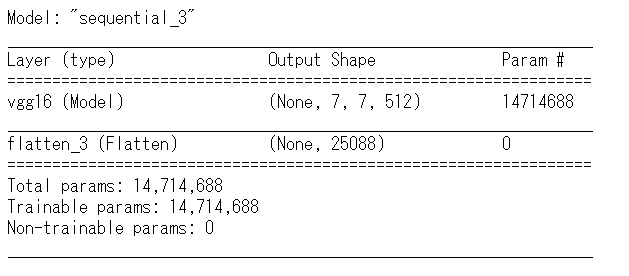 Model: "sequential_3"
_________________________________________________________________
Layer (type)                 Output Shape              Param #
=================================================================
vgg16 (Model)                (None, 7, 7, 512)         14714688
_________________________________________________________________
flatten_3 (Flatten)          (None, 25088)             0
=================================================================
Total params: 14,714,688
Trainable params: 14,714,688
Non-trainable params: 0
_________________________________________________________________